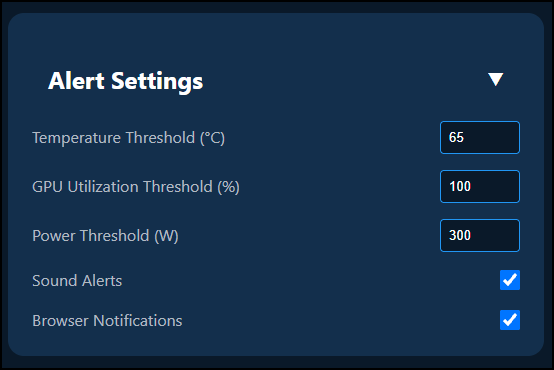 Alert Settings ▼
Temperature Threshold (°C) 65
GPU Utilization Threshold (%) 100
Power Threshold (W) 300
Sound Alerts
Browser Notifications